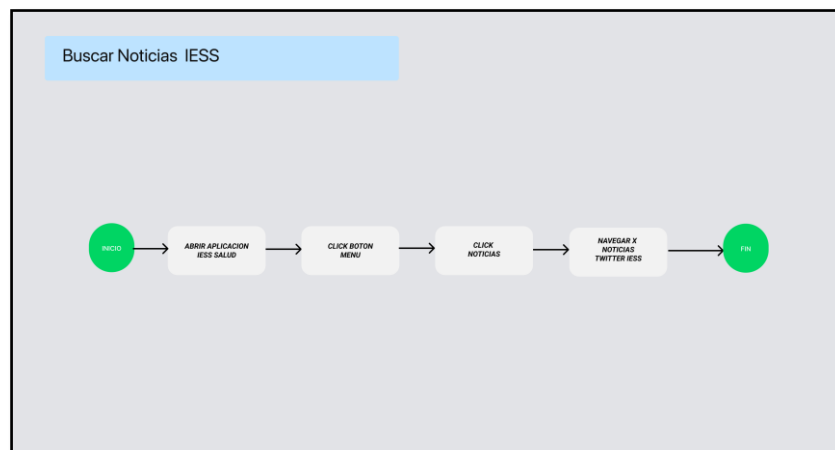 Buscar Noticias IESS
INICIO
ABRIR APLICACION
IESS SALUD
CLICK BOTON
MENU
CLICK
NOTICIAS
NAVEGAR X
NOTICIAS
TWITTER IESS
FIN